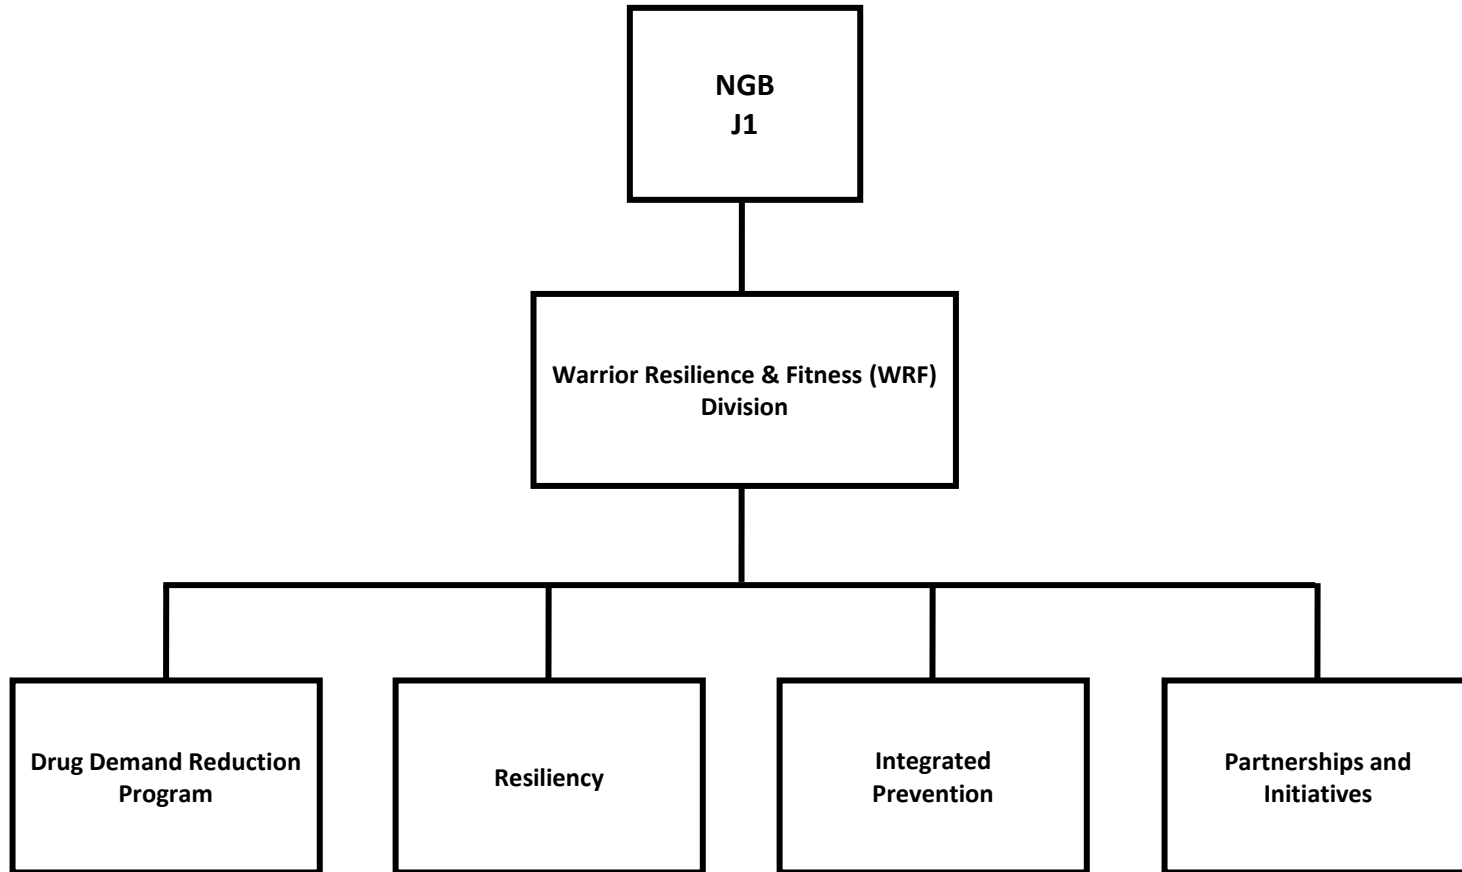 NGB
J1
Warrior Resilience & Fitness (WRF)
Division
Drug Demand Reduction
Program
Resiliency
Integrated
Prevention
Partnerships and
Initiatives